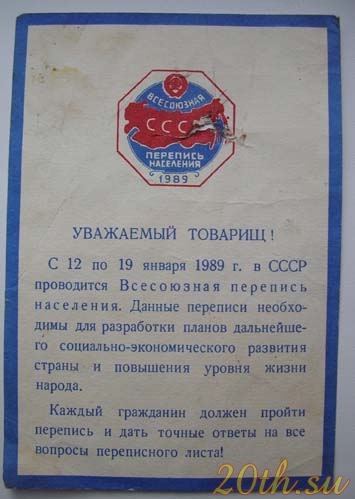 ВСЕСОЮЗНАЯ
СССР
ПЕРЕПИСЬ
НАСЕЛЕНИЯ
1989
УВАЖАЕМЫЙ ТОВАРИЩ!
С 12 по 19 января 1989 г. в СССР
проводится Всесоюзная перепись
населения. Данные переписи необхо-
димы для разработки планов дальнейше-
го социально-экономического развития
страны и повышения уровня жизни
народа.
Каждый гражданин должен пройти
перепись и дать точные ответы на все
вопросы переписного листа!
20th.su